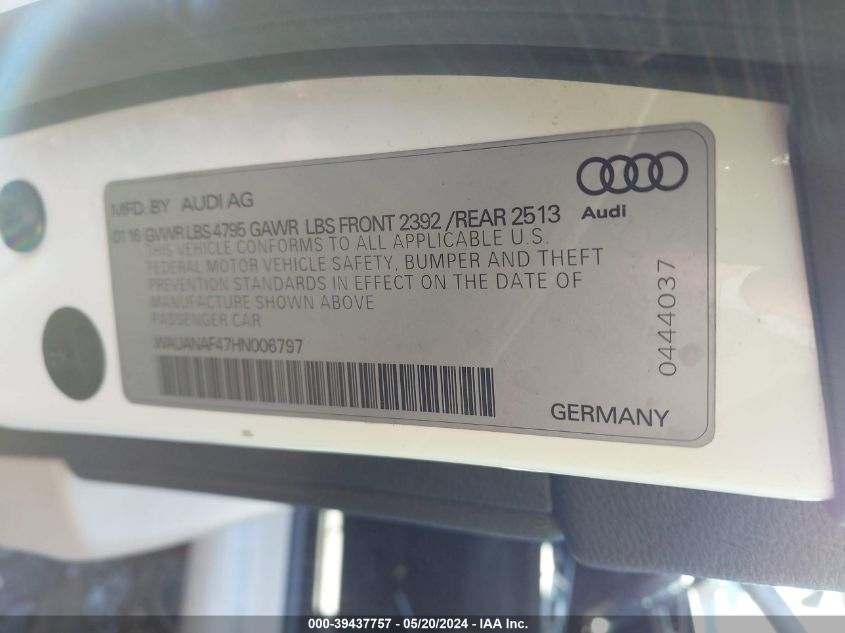 MFD. BY AUDI AG
Audi
01 16 GVWR LBS 4795 GAWR LBS FRONT 2392 /REAR 2513
THIS VEHICLE CONFORMS TO ALL APPLICABLE U.S.
FEDERAL MOTOR VEHICLE SAFETY, BUMPER AND THEFT
PREVENTION STANDARDS IN EFFECT ON THE DATE OF
MANUFACTURE SHOWN ABOVE
PASSENGER CAR
WAUANAF47HN006797
0444037
GERMANY
000-39437757 - 05/20/2024 - IAA Inc.